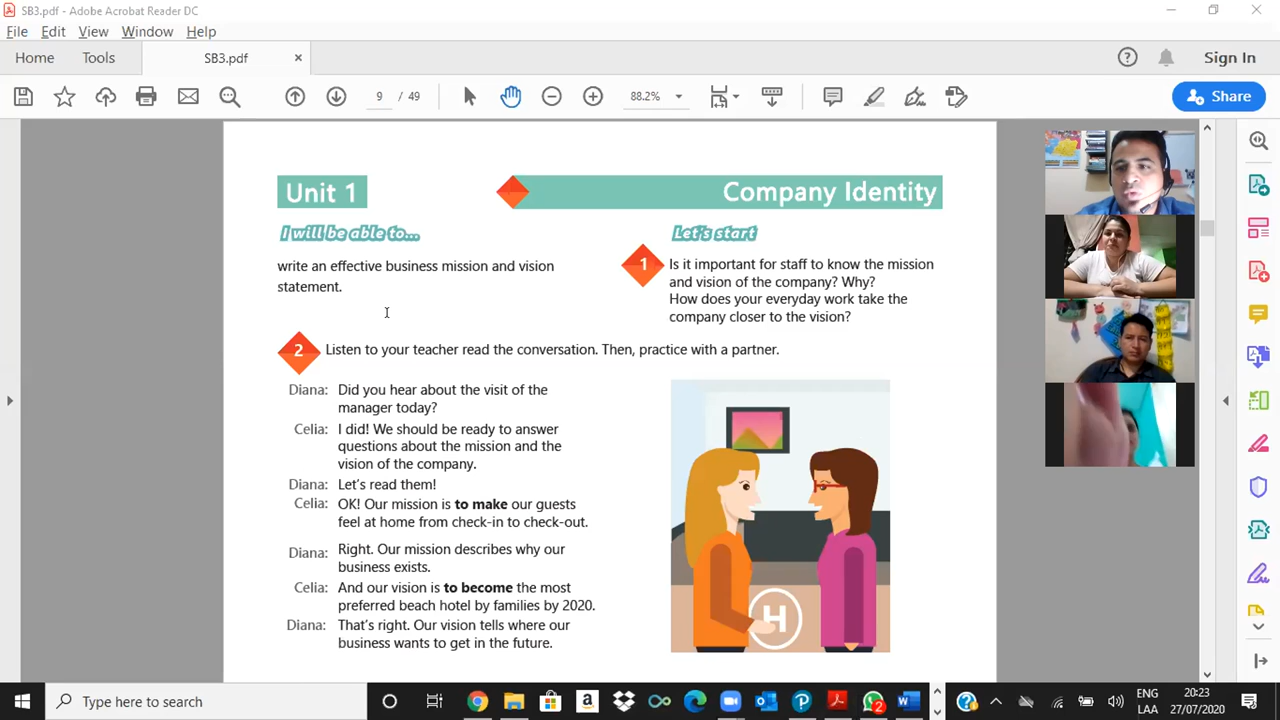 SB3.pdf - Adobe Acrobat Reader DC
File Edit View Window Help
Home Tools SB3.pdf × Sign In
9 / 49 88.2% Share
Unit 1 Company Identity
I will be able to...
write an effective business mission and vision
statement.
Let's start
1 Is it important for staff to know the mission
and vision of the company? Why?
How does your everyday work take the
company closer to the vision?
2 Listen to your teacher read the conversation. Then, practice with a partner.
Diana: Did you hear about the visit of the
manager today?
Celia: I did! We should be ready to answer
questions about the mission and the
vision of the company.
Diana: Let's read them!
Celia: OK! Our mission is to make our guests
feel at home from check-in to check-out.
Diana: Right. Our mission describes why our
business exists.
Celia: And our vision is to become the most
preferred beach hotel by families by 2020.
Diana: That's right. Our vision tells where our
business wants to get in the future.
H
Type here to search
ENG 20:23
LAA 27/07/2020